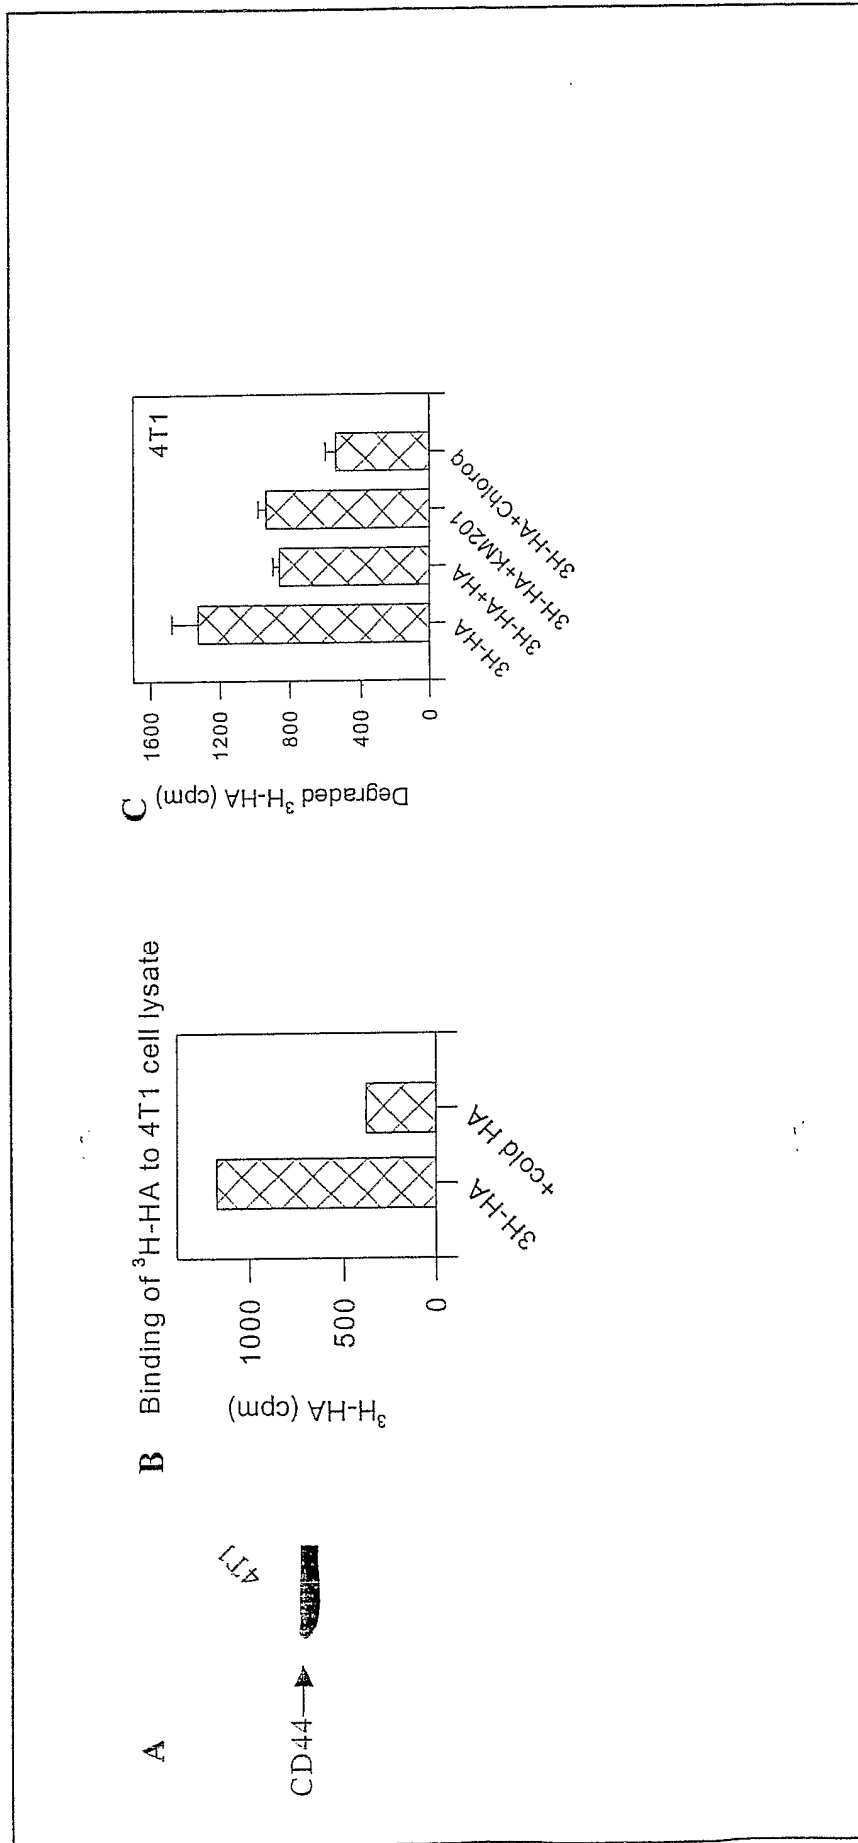 A
4T1
CD44
B Binding of ³H-HA to 4T1 cell lysate
³H-HA (cpm)
1000
500
0
3H-HA
+cold HA
C
4T1
Degraded ³H-HA (cpm)
1600
1200
800
400
0
3H-HA
3H-HA+HA
3H-HA+KM201
3H-HA+Chloroq